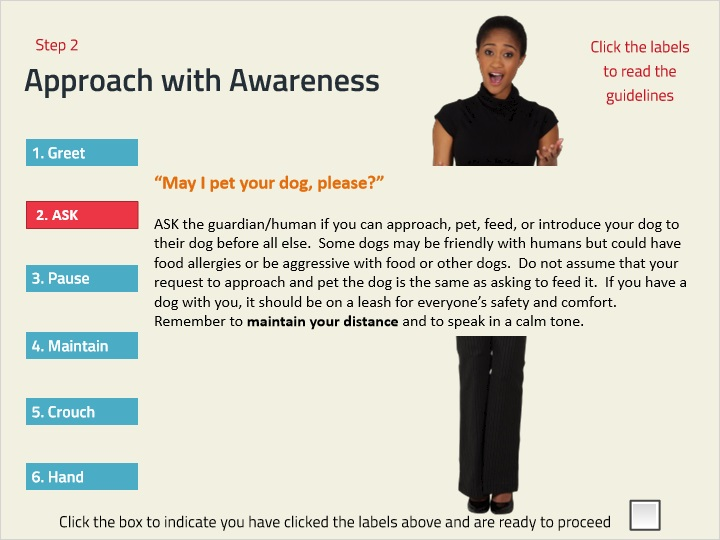 Step 2
Approach with Awareness
Click the labels
to read the
guidelines
1. Greet
2. ASK
3. Pause
4. Maintain
5. Crouch
6. Hand
“May I pet your dog, please?”
ASK the guardian/human if you can approach, pet, feed, or introduce your dog to
their dog before all else.  Some dogs may be friendly with humans but could have
food allergies or be aggressive with food or other dogs.  Do not assume that your
request to approach and pet the dog is the same as asking to feed it.  If you have a
dog with you, it should be on a leash for everyone’s safety and comfort.
Remember to maintain your distance and to speak in a calm tone.
Click the box to indicate you have clicked the labels above and are ready to proceed